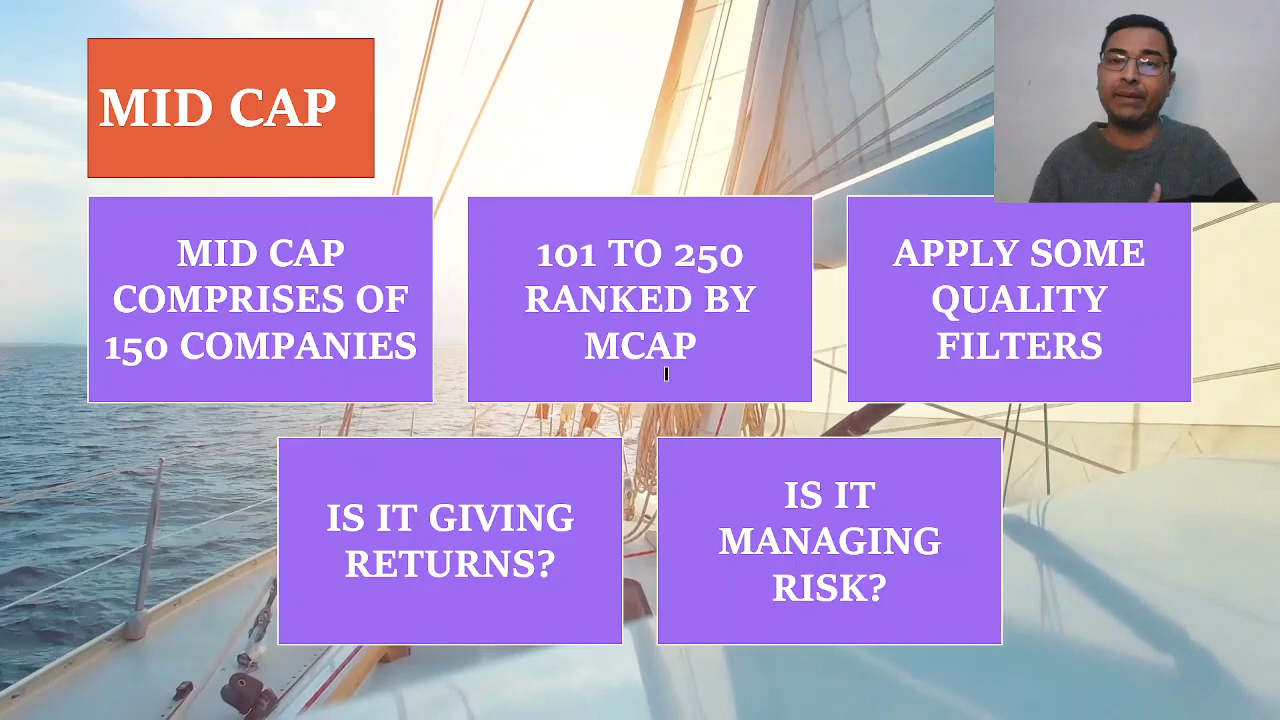 MID CAP
MID CAP
COMPRISES OF
150 COMPANIES
101 TO 250
RANKED BY
MCAP
APPLY SOME
QUALITY
FILTERS
IS IT GIVING
RETURNS?
IS IT
MANAGING
RISK?